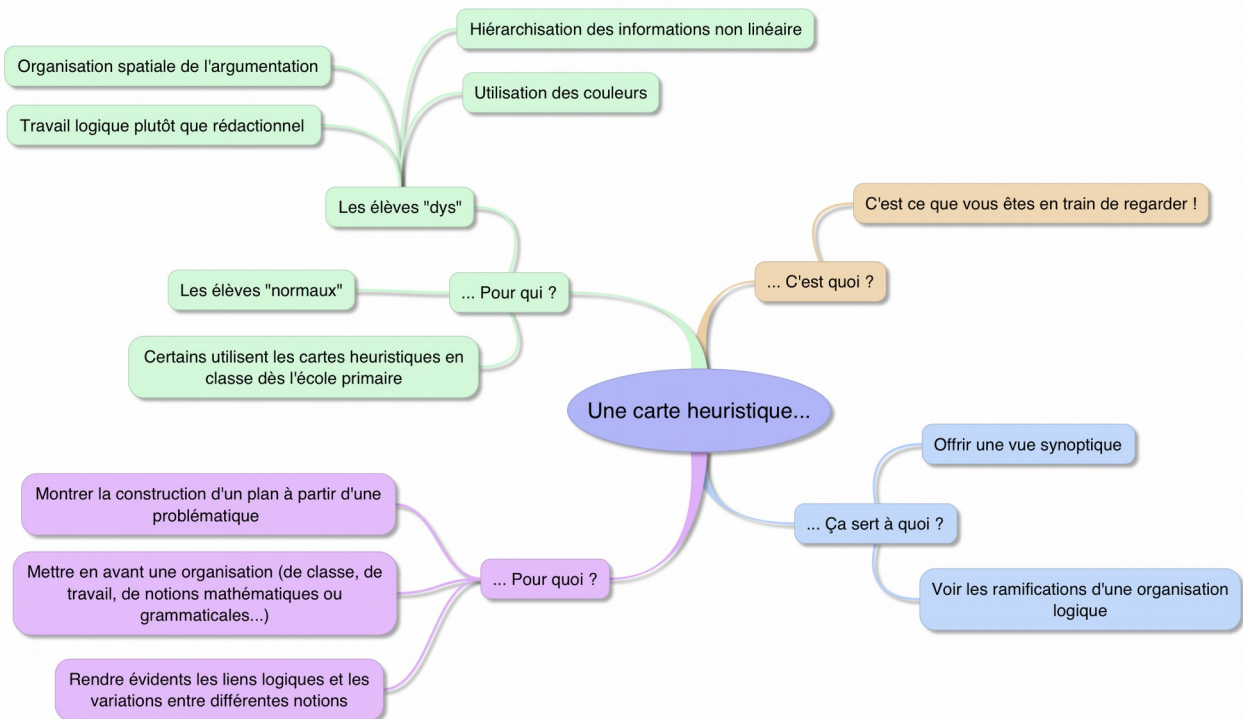 Une carte heuristique...
... C'est quoi ?
C'est ce que vous êtes en train de regarder !
... Ça sert à quoi ?
Offrir une vue synoptique
Voir les ramifications d'une organisation
logique
... Pour quoi ?
Montrer la construction d'un plan à partir d'une
problématique
Mettre en avant une organisation (de classe, de
travail, de notions mathématiques ou
grammaticales...)
Rendre évidents les liens logiques et les
variations entre différentes notions
... Pour qui ?
Les élèves "dys"
Travail logique plutôt que rédactionnel
Organisation spatiale de l'argumentation
Hiérarchisation des informations non linéaire
Utilisation des couleurs
Les élèves "normaux"
Certains utilisent les cartes heuristiques en
classe dès l'école primaire